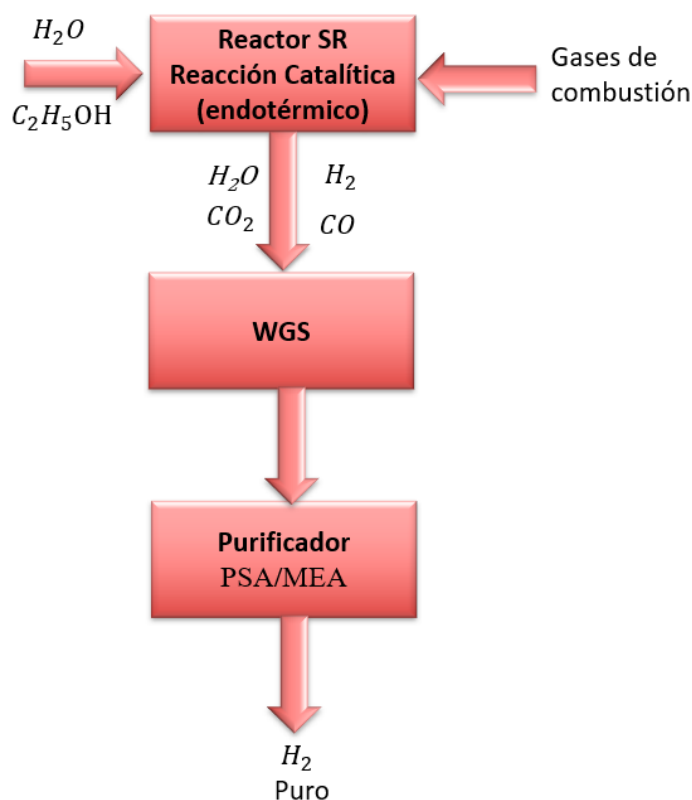 H₂O
C₂H₅OH
Reactor SR
Reacción Catalítica
(endotérmico)
Gases de
combustión
H₂O H₂
CO₂ CO
WGS
Purificador
PSA/MEA
H₂
Puro